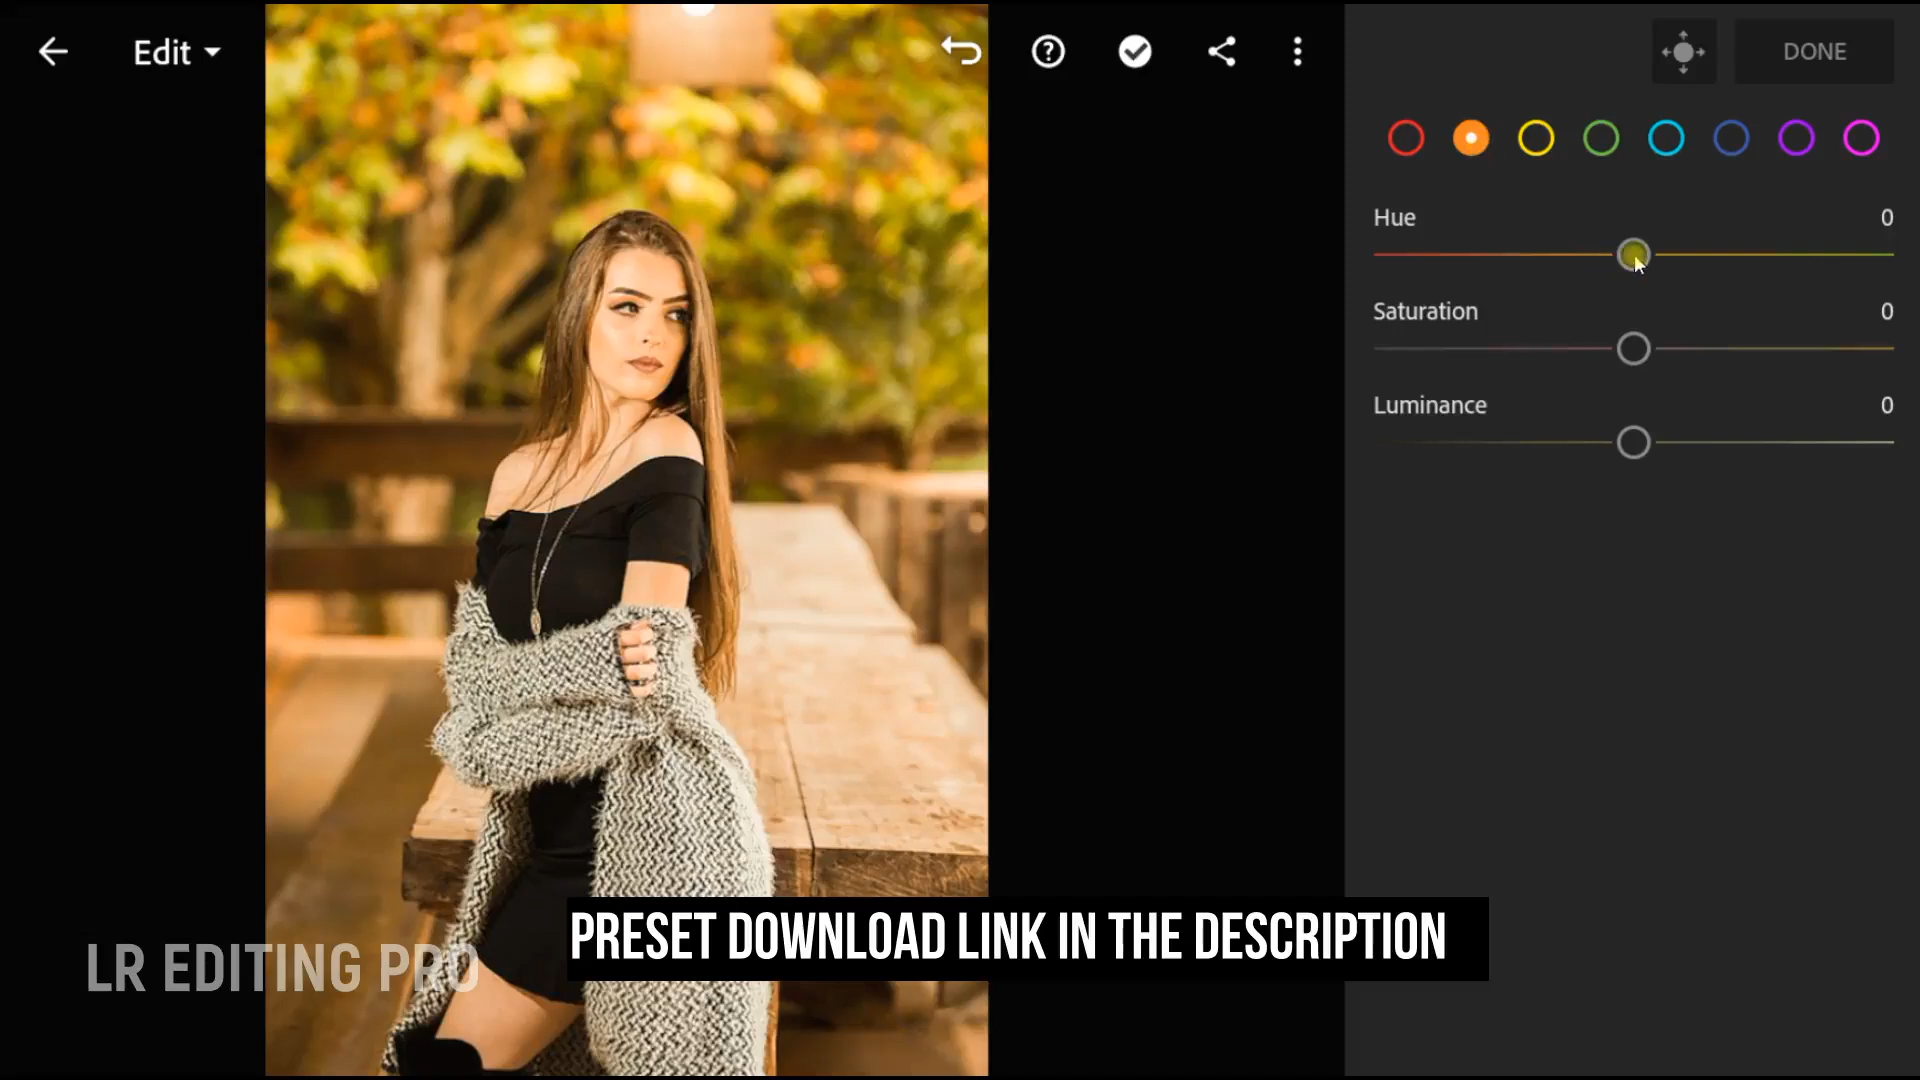 Edit
DONE
Hue 0
Saturation 0
Luminance 0
PRESET DOWNLOAD LINK IN THE DESCRIPTION
LR EDITING PRO